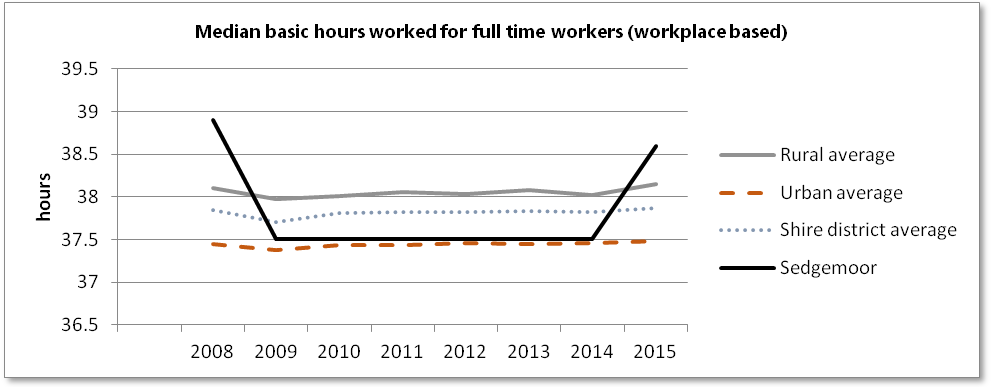 Median basic hours worked for full time workers (workplace based)
39.5
39
38.5
38
37.5
37
36.5
hours
2008 2009 2010 2011 2012 2013 2014 2015
Rural average
Urban average
Shire district average
Sedgemoor